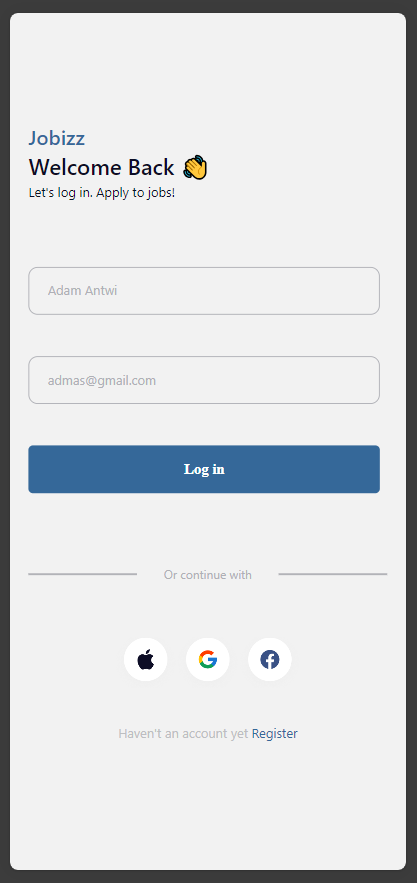 Jobizz
Welcome Back 👋
Let's log in. Apply to jobs!
Adam Antwi
admas@gmail.com
Log in
Or continue with
Haven't an account yet Register